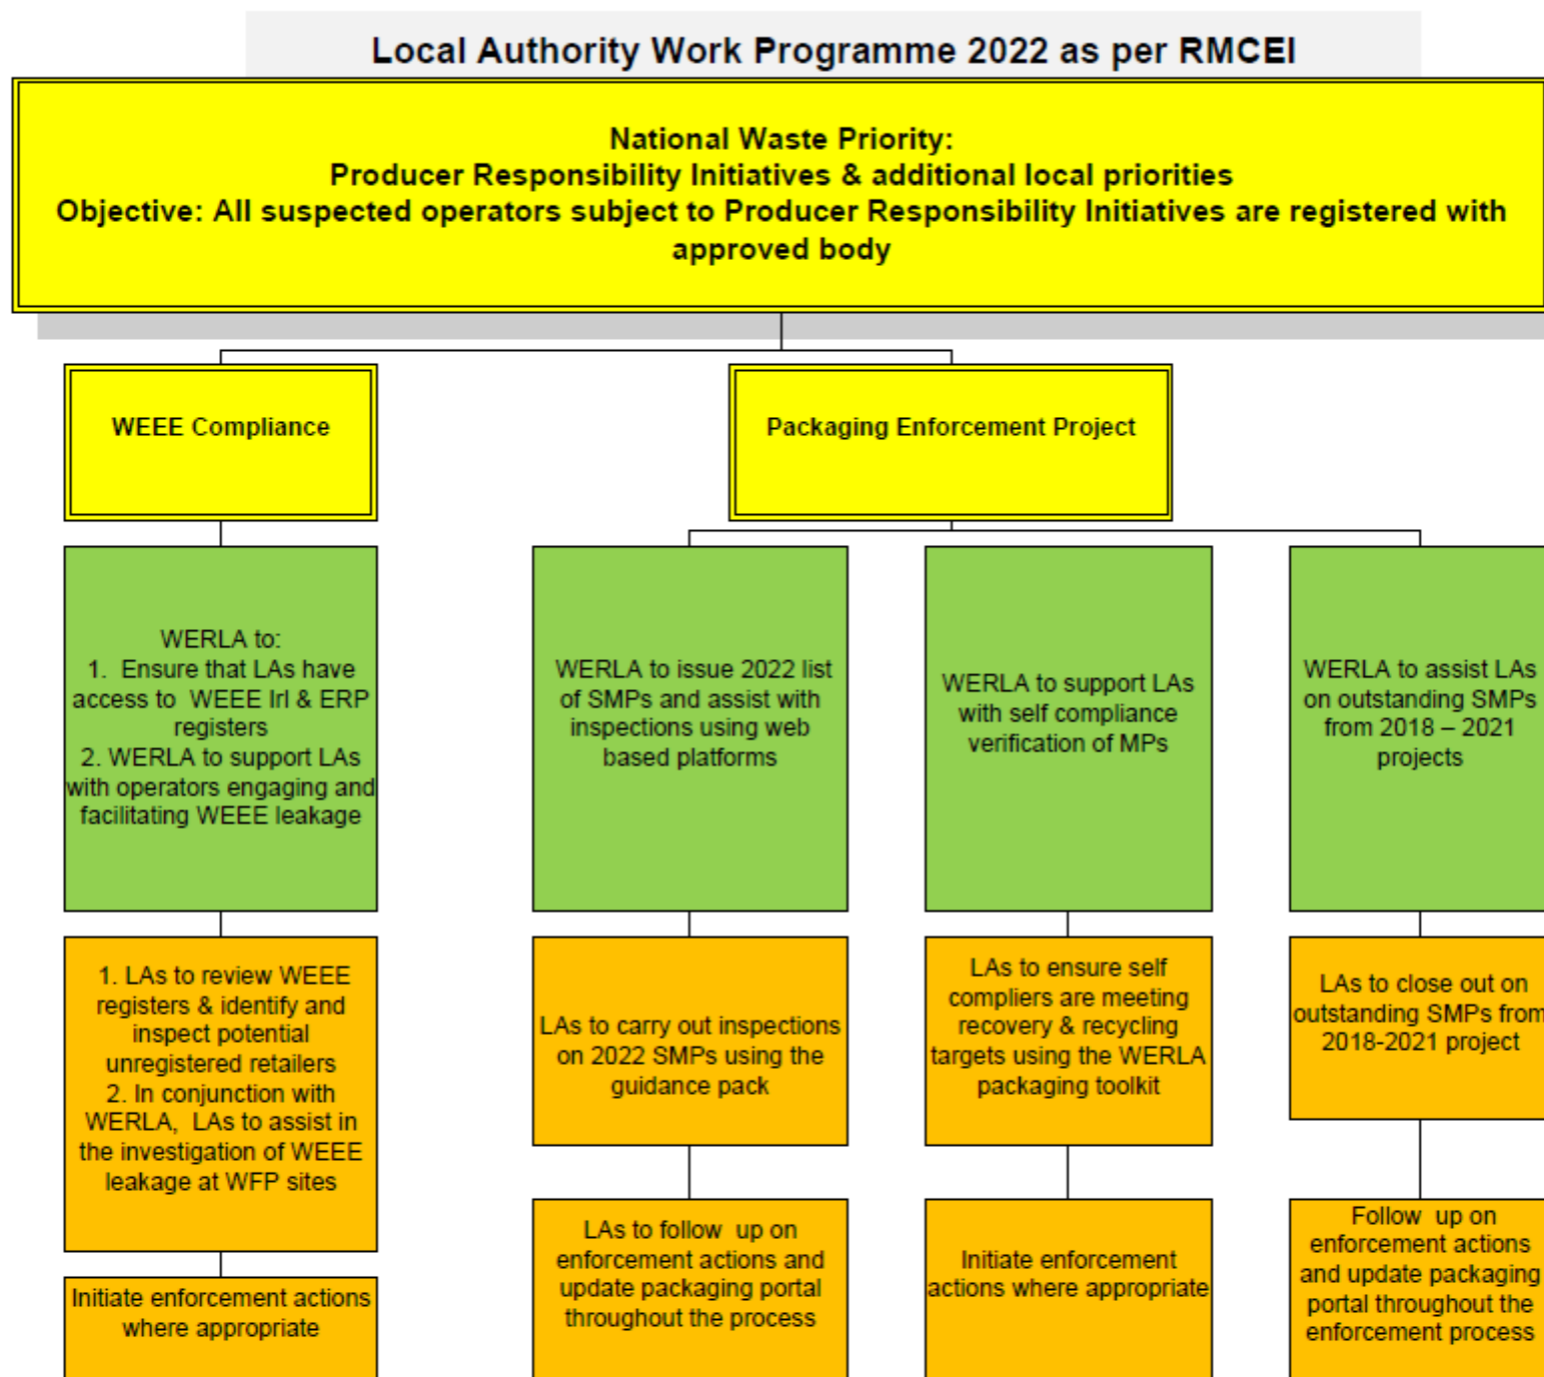 Local Authority Work Programme 2022 as per RMCEI
National Waste Priority:
Producer Responsibility Initiatives & additional local priorities
Objective: All suspected operators subject to Producer Responsibility Initiatives are registered with
approved body
WEEE Compliance
Packaging Enforcement Project
WERLA to:
1.  Ensure that LAs have
access to  WEEE Irl & ERP
registers
2. WERLA to support LAs
with operators engaging and
facilitating WEEE leakage
WERLA to issue 2022 list
of SMPs and assist with
inspections using web
based platforms
WERLA to support LAs
with self compliance
verification of MPs
WERLA to assist LAs
on outstanding SMPs
from 2018 – 2021
projects
1. LAs to review WEEE
registers & identify and
inspect potential
unregistered retailers
2. In conjunction with
WERLA,  LAs to assist in
the investigation of WEEE
leakage at WFP sites
LAs to carry out inspections
on 2022 SMPs using the
guidance pack
LAs to ensure self
compliers are meeting
recovery & recycling
targets using the WERLA
packaging toolkit
LAs to close out on
outstanding SMPs from
2018-2021 project
Initiate enforcement actions
where appropriate
LAs to follow  up on
enforcement actions and
update packaging portal
throughout the process
Initiate enforcement
actions where appropriate
Follow  up on
enforcement actions
and update packaging
portal throughout the
enforcement process